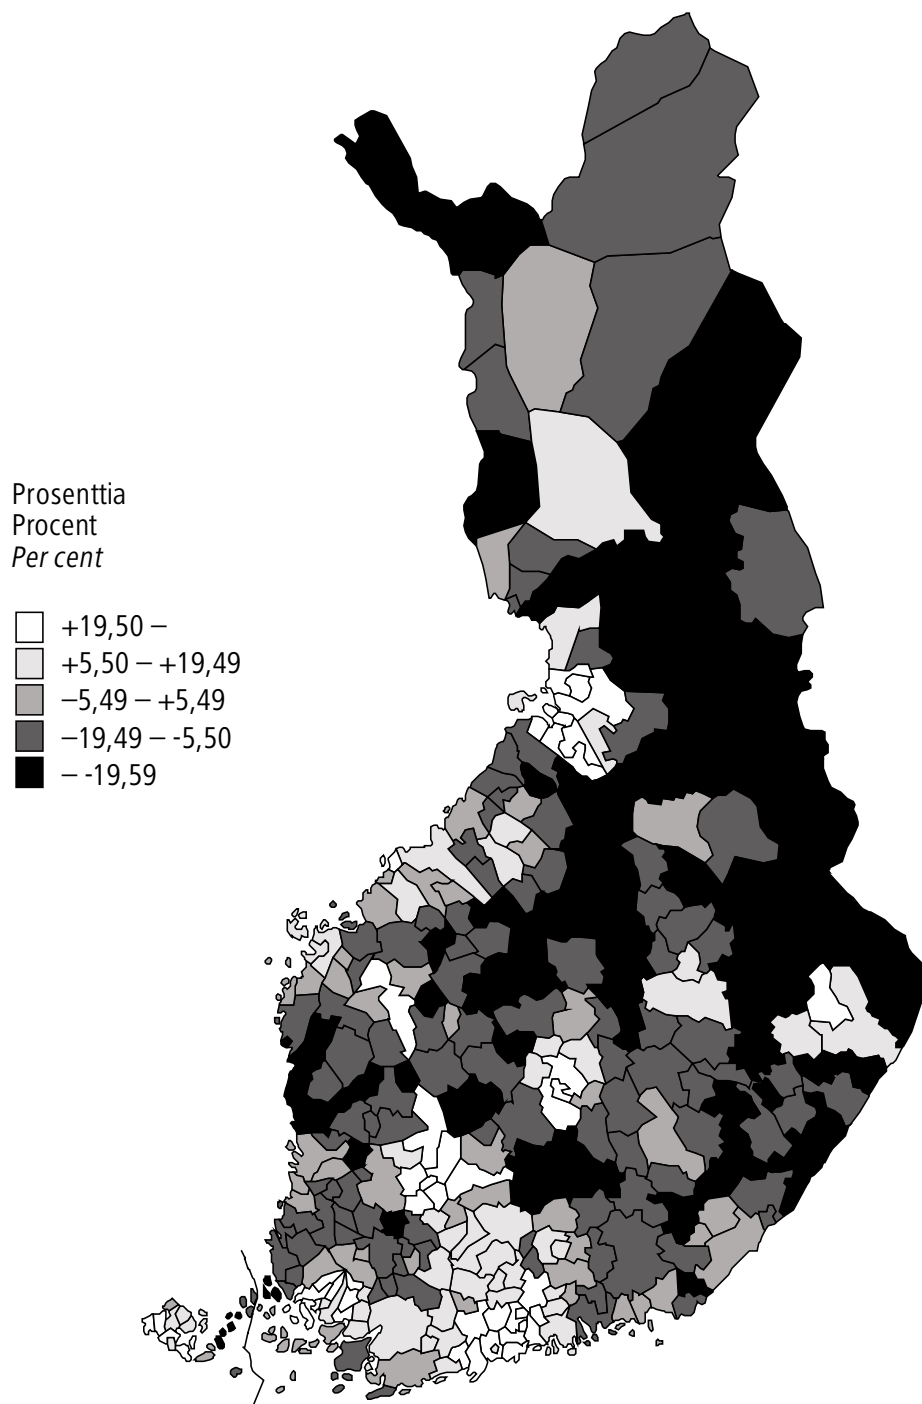 Prosenttia
Procent
Per cent
+19,50 –
+5,50 – +19,49
–5,49 – +5,49
–19,49 – -5,50
– -19,59